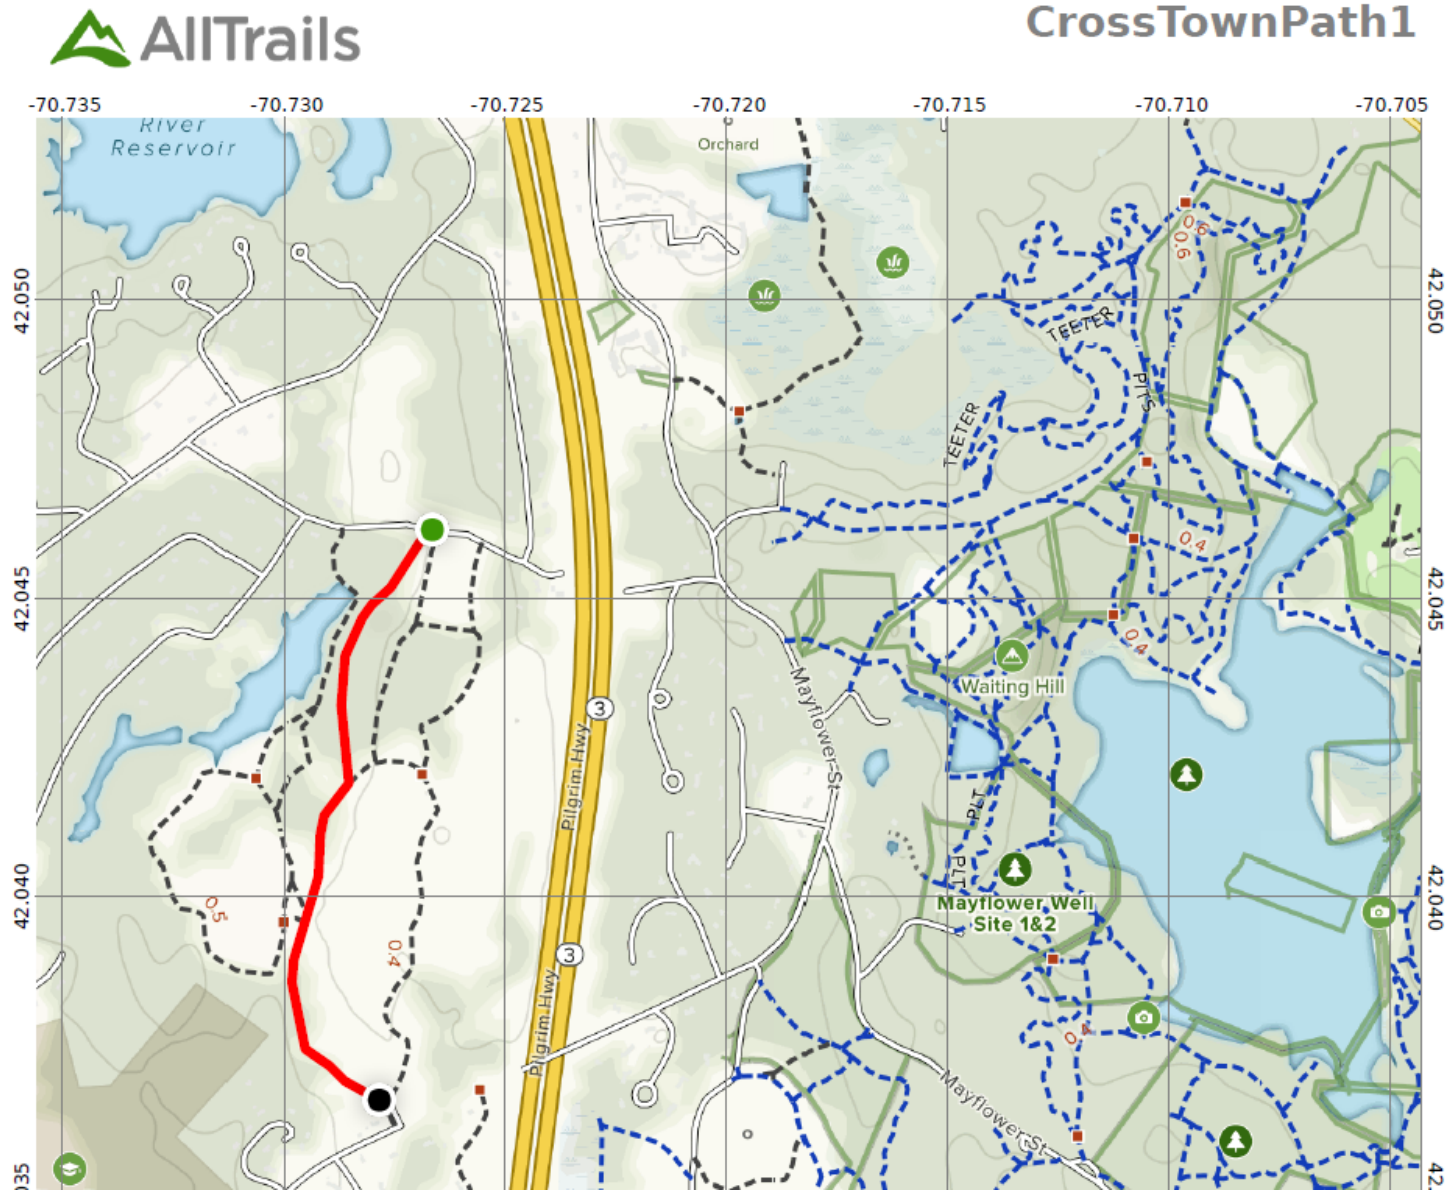 AllTrails
CrossTownPath1
-70.735
-70.730
-70.725
-70.720
-70.715
-70.710
-70.705
River
Reservoir
Orchard
0.6
0.6
42.050
42.050
TEETER
PITS
TEETER
0.4
42.045
42.045
0.4
Waiting Hill
Mayflower St
3
Pilgrim Hwy
PLT
PLT
42.040
42.040
Mayflower Well
Site 1&2
0.5
0.4
3
Pilgrim Hwy
0.4
Mayflower St
035
42.